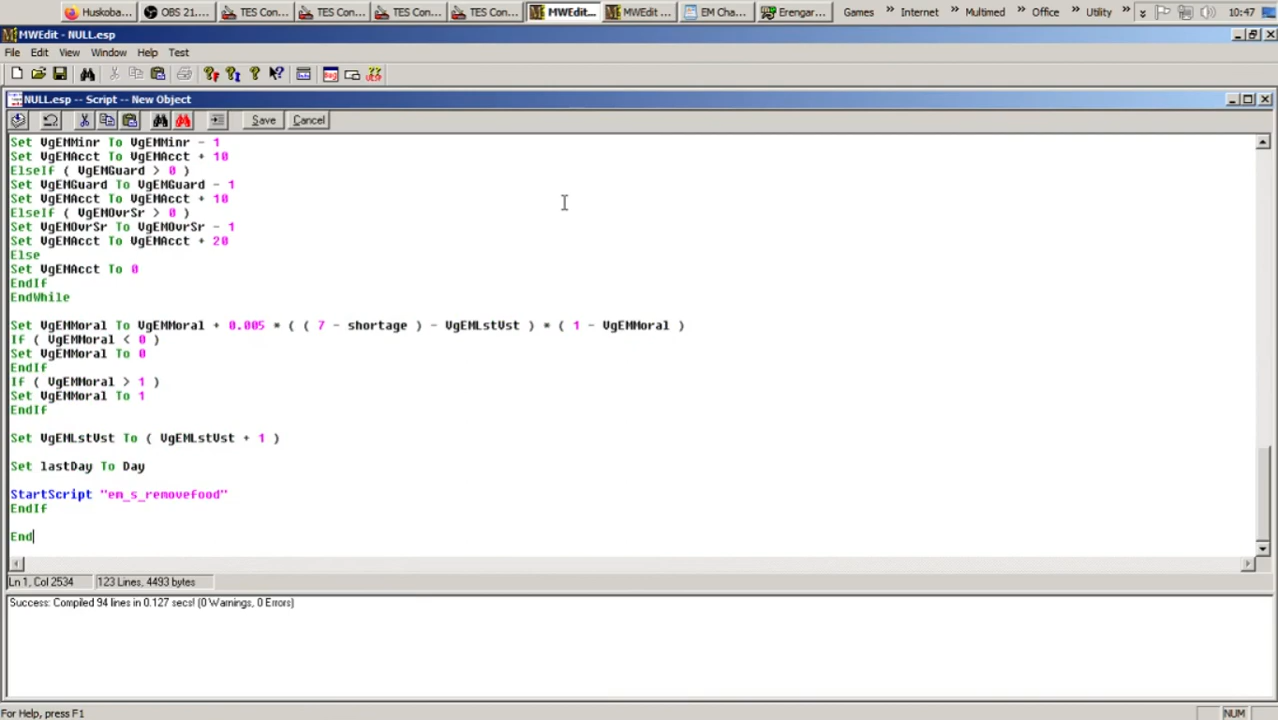 Huskoba... OBS 21.... TES Con... TES Con... TES Con... TES Con... MWEdit... MWEdit ... EM Cha... Erengar... Games » Internet » Multimed » Office » Utility » 10:47
MWEdit - NULL.esp
File Edit View Window Help Test
NULL.esp -- Script -- New Object
Save Cancel
Set VgEMMinr To VgEMMinr - 1
Set VgEMAcct To VgEMAcct + 10
ElseIf ( VgEMGuard > 0 )
Set VgEMGuard To VgEMGuard - 1
Set VgEMAcct To VgEMAcct + 10
ElseIf ( VgEMOvrSr > 0 )
Set VgEMOvrSr To VgEMOvrSr - 1
Set VgEMAcct To VgEMAcct + 20
Else
Set VgEMAcct To 0
EndIf
EndWhile
Set VgEMMoral To VgEMMoral + 0.005 * ( ( 7 - shortage ) - VgEMLstVst ) * ( 1 - VgEMMoral )
If ( VgEMMoral < 0 )
Set VgEMMoral To 0
EndIf
If ( VgEMMoral > 1 )
Set VgEMMoral To 1
EndIf
Set VgEMLstVst To ( VgEMLstVst + 1 )
Set lastDay To Day
StartScript "em_s_removefood"
EndIf
End
Ln 1, Col 2534 123 Lines, 4493 bytes
Success: Compiled 94 lines in 0.127 secs! (0 Warnings, 0 Errors)
For Help, press F1 NUM